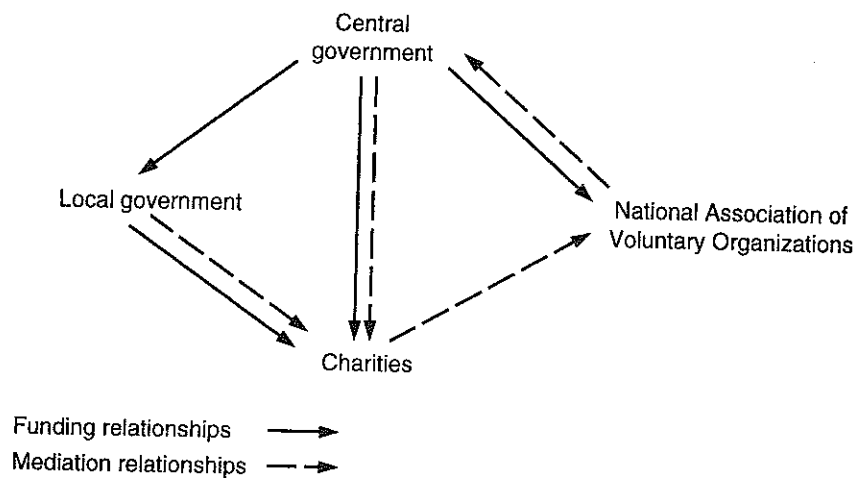 Central
government
Local government
National Association of
Voluntary Organizations
Charities
Funding relationships
Mediation relationships